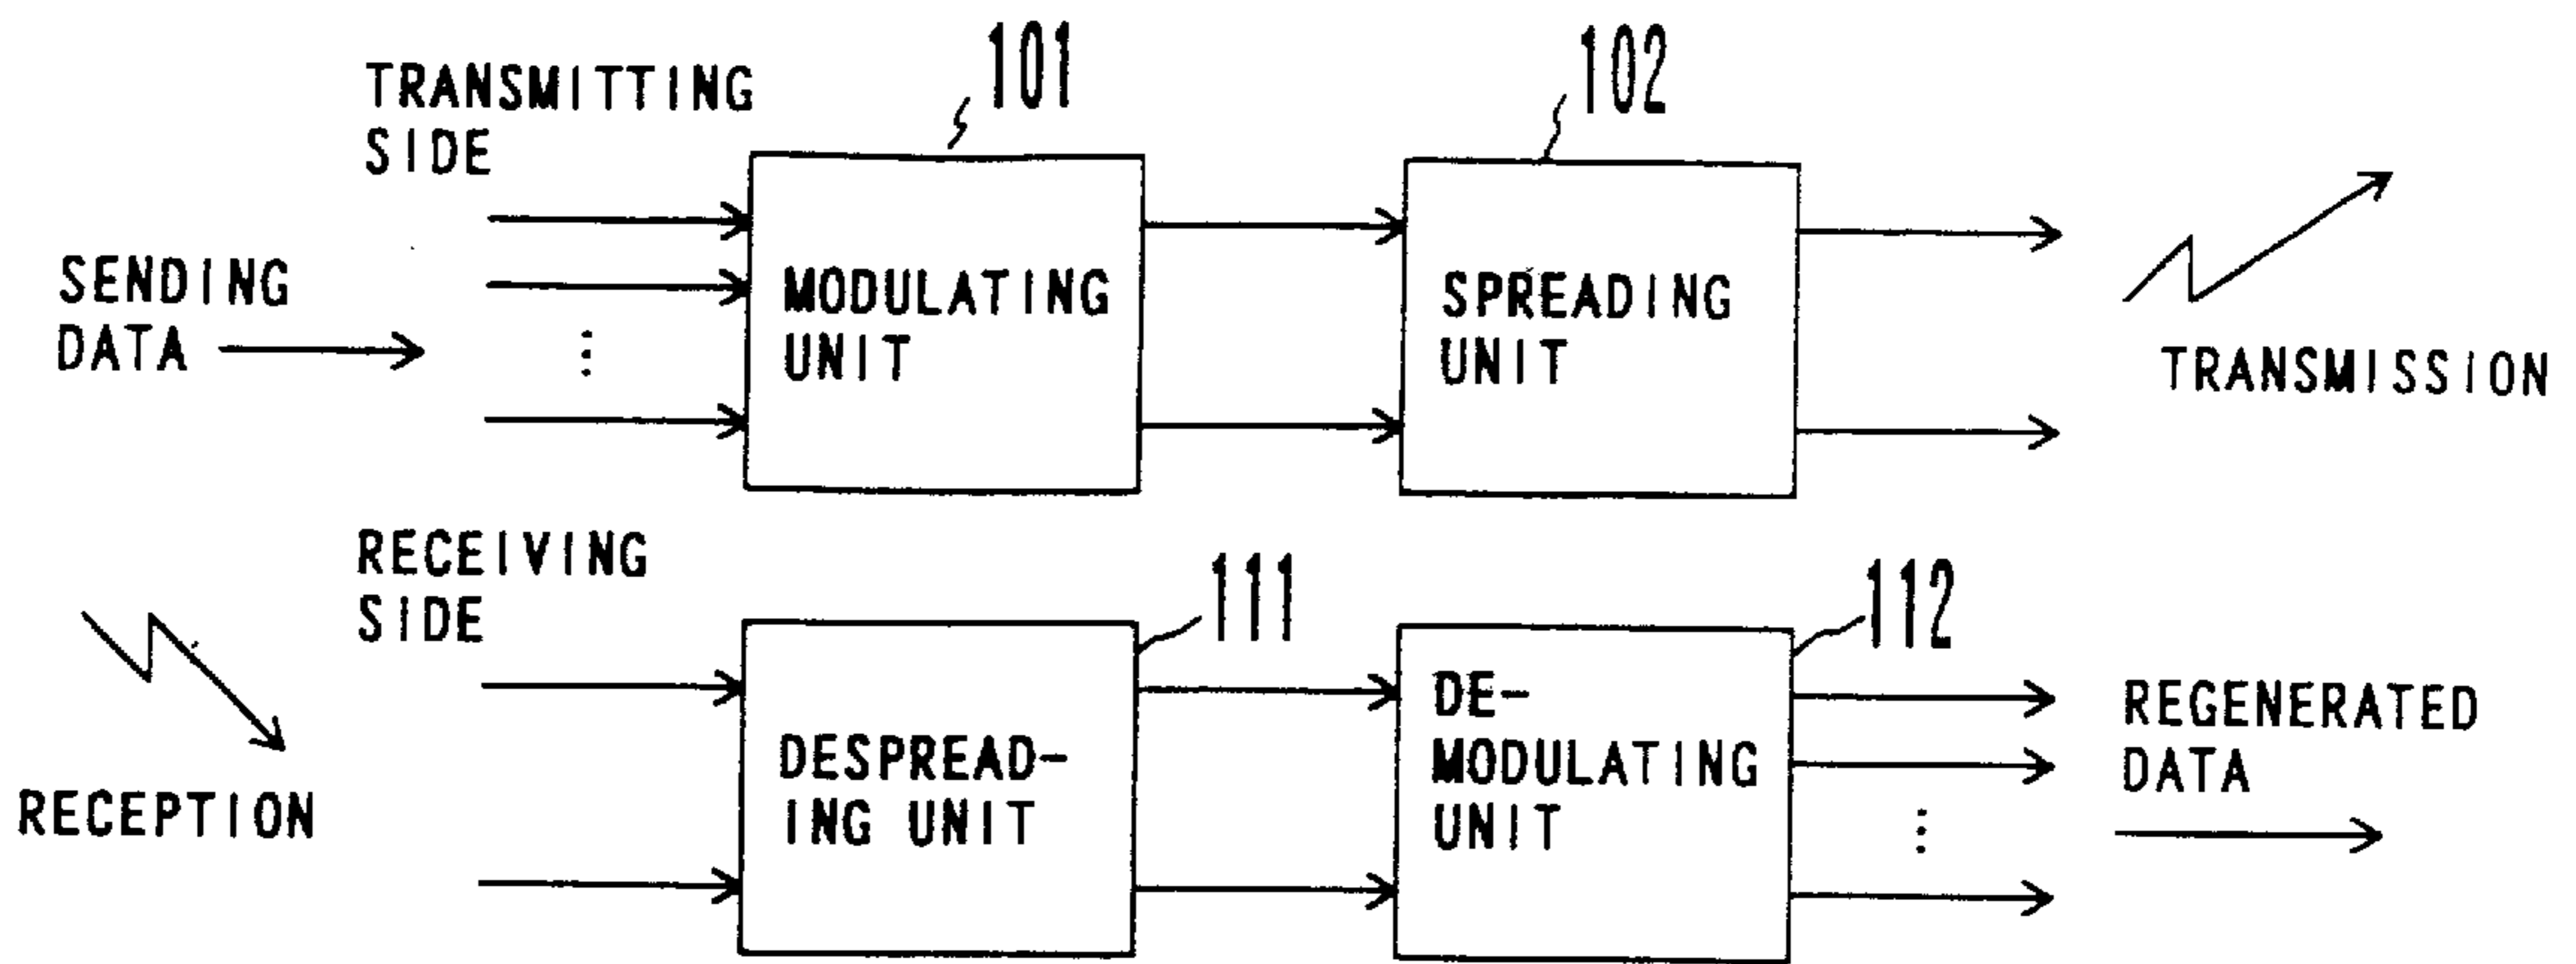 TRANSMITTING
SIDE
101
102
SENDING
DATA
MODULATING
UNIT
SPREADING
UNIT
TRANSMISSION
RECEIVING
SIDE
111
112
RECEPTION
DESPREAD-
ING UNIT
DE-
MODULATING
UNIT
REGENERATED
DATA